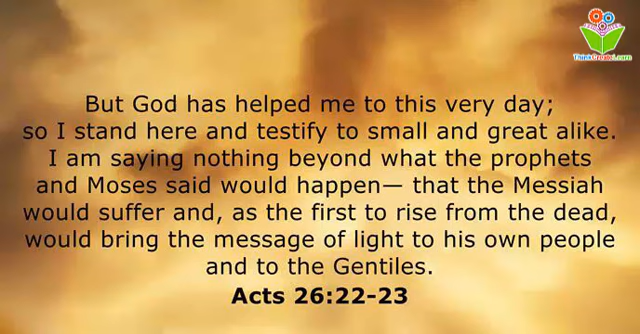 ThinkCreateLearn
But God has helped me to this very day;
so I stand here and testify to small and great alike.
I am saying nothing beyond what the prophets
and Moses said would happen— that the Messiah
would suffer and, as the first to rise from the dead,
would bring the message of light to his own people
and to the Gentiles.
Acts 26:22-23